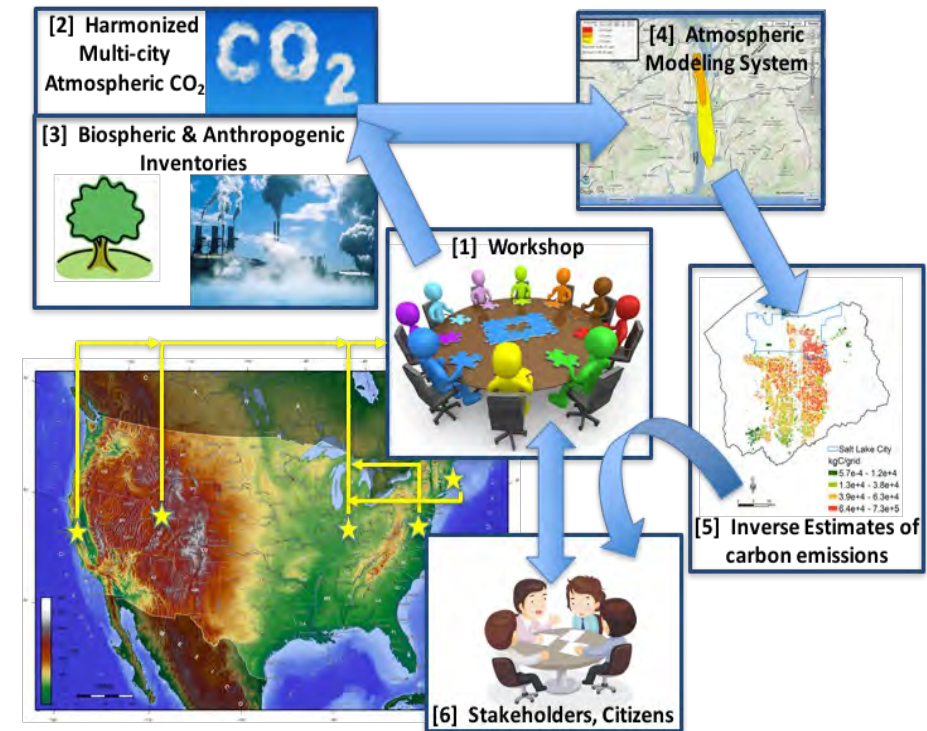 [2] Harmonized
Multi-city
Atmospheric CO₂
CO₂
[3] Biospheric & Anthropogenic
Inventories
[4] Atmospheric
Modeling System
[1] Workshop
Salt Lake City
kgC/grid
5.7e-4 - 1.2e+4
1.3e+4 - 3.8e+4
3.9e+4 - 6.3e+4
6.4e+4 - 7.3e+5
[5] Inverse Estimates of
carbon emissions
[6] Stakeholders, Citizens